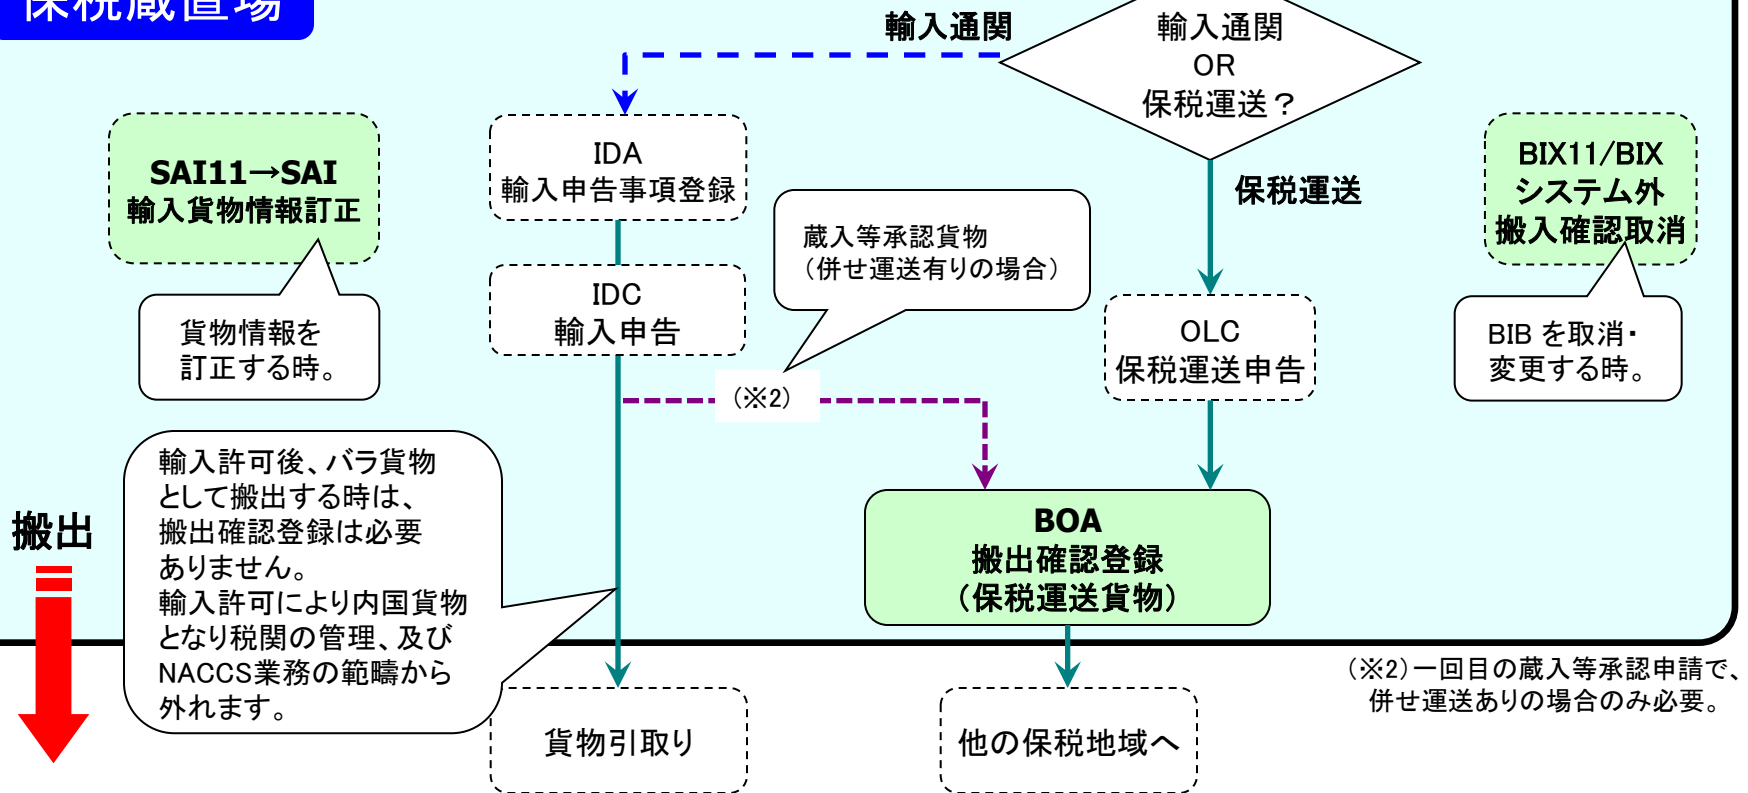 保税蔵置場
輸入通関
輸入通関
OR
保税運送？
SAI11→SAI
輸入貨物情報訂正
貨物情報を
訂正する時。
IDA
輸入申告事項登録
IDC
輸入申告
蔵入等承認貨物
（併せ運送有りの場合）
(※2)
保税運送
OLC
保税運送申告
BIX11/BIX
システム外
搬入確認取消
BIB を取消・
変更する時。
搬出
輸入許可後、バラ貨物
として搬出する時は、
搬出確認登録は必要
ありません。
輸入許可により内国貨物
となり税関の管理、及び
NACCS業務の範疇から
外れます。
BOA
搬出確認登録
（保税運送貨物）
貨物引取り
他の保税地域へ
（※2）一回目の蔵入等承認申請で、
併せ運送ありの場合のみ必要。